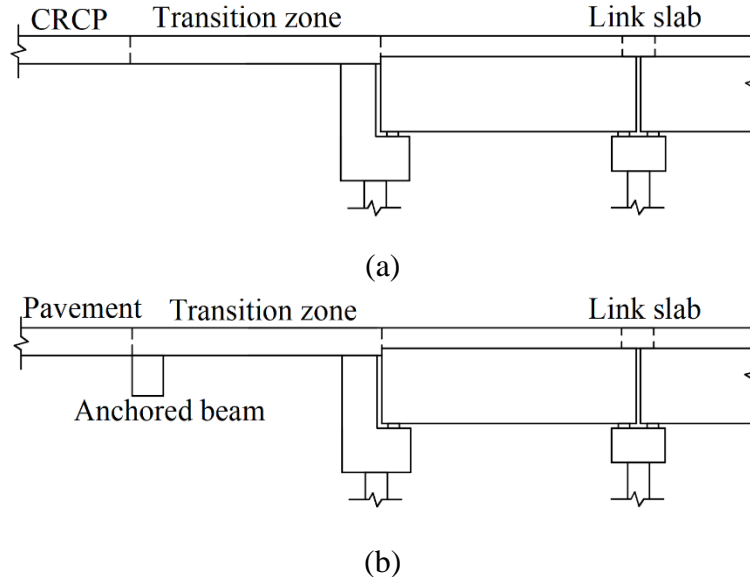 CRCP Transition zone Link slab
(a)
Pavement Transition zone Link slab
Anchored beam
(b)